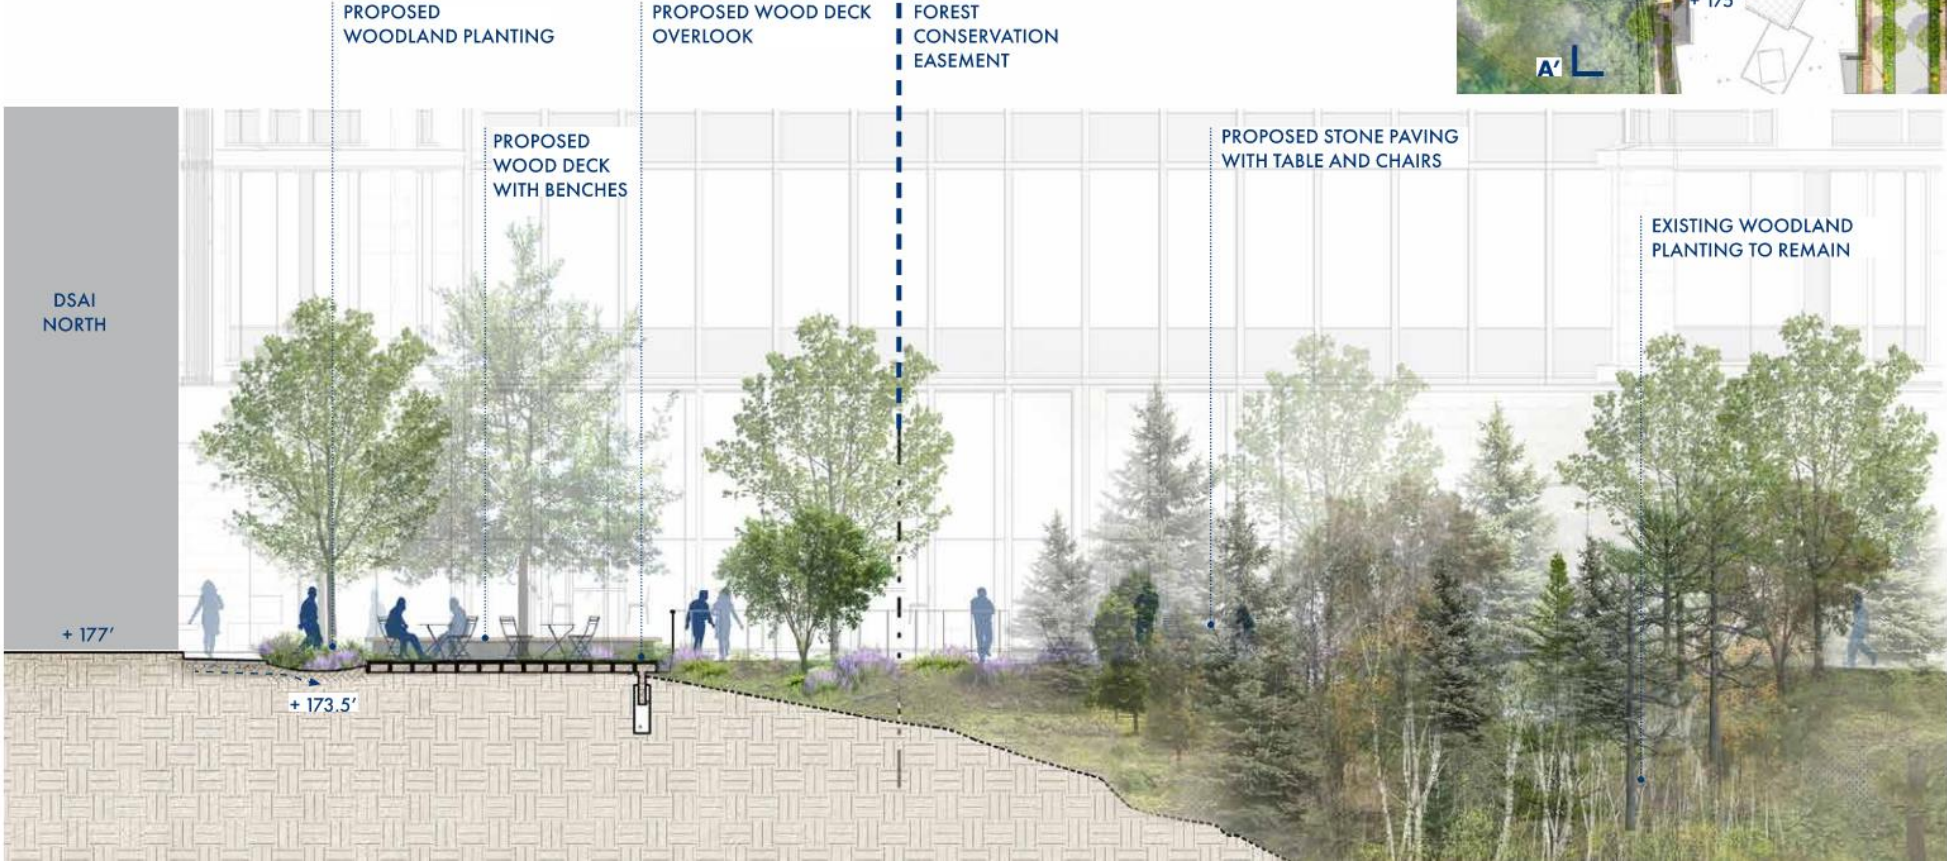 PROPOSED
WOODLAND PLANTING
PROPOSED WOOD DECK
OVERLOOK
FOREST
CONSERVATION
EASEMENT
+ 175'
A'
PROPOSED
WOOD DECK
WITH BENCHES
PROPOSED STONE PAVING
WITH TABLE AND CHAIRS
EXISTING WOODLAND
PLANTING TO REMAIN
DSAI
NORTH
+ 177'
+ 173.5'